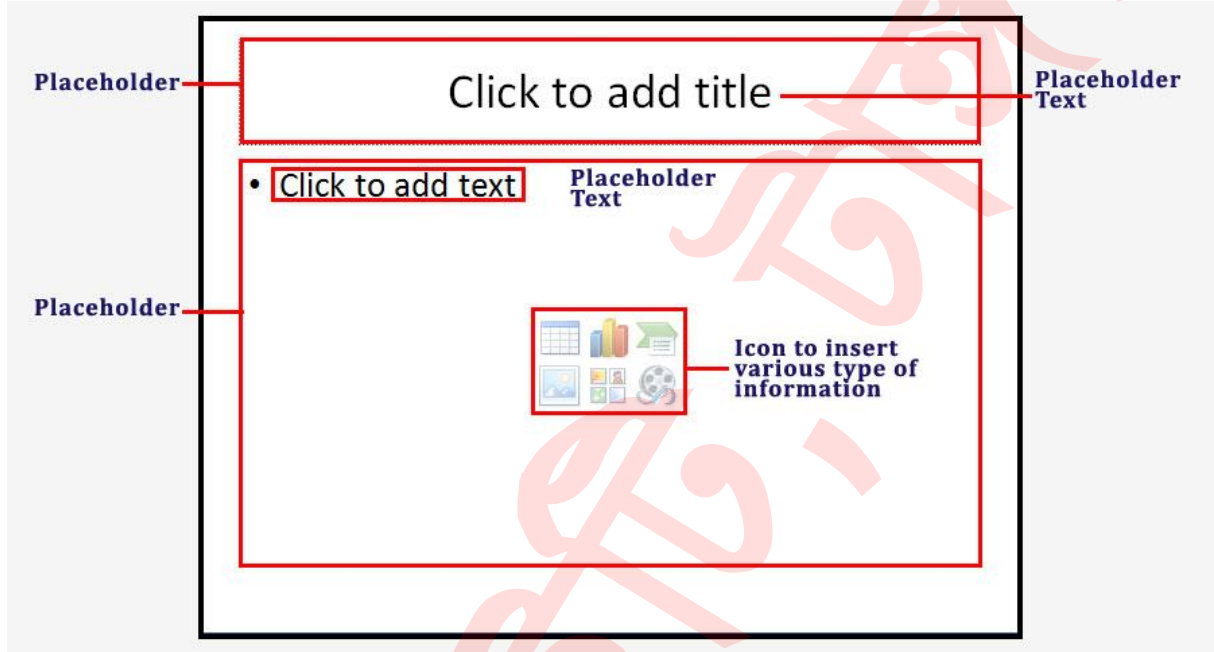 Placeholder
Click to add title
Placeholder
Text
• Click to add text
Placeholder
Text
Placeholder
Icon to insert
various type of
information